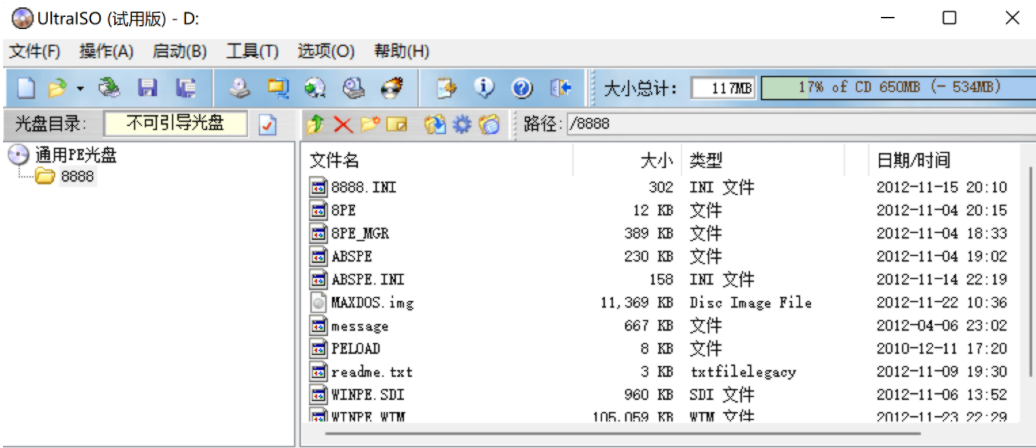 UltraISO (试用版) - D:
文件(F) 操作(A) 启动(B) 工具(T) 选项(O) 帮助(H)
大小总计: 117MB 17% of CD 650MB (- 534MB)
光盘目录: 不可引导光盘 路径: /8888
通用PE光盘
8888
文件名 大小 类型 日期/时间
8888.INI 302 INI 文件 2012-11-15 20:10
8PE 12 KB 文件 2012-11-04 20:15
8PE_MGR 389 KB 文件 2012-11-04 18:33
ABSPE 230 KB 文件 2012-11-04 19:02
ABSPE.INI 158 INI 文件 2012-11-14 22:19
MAXDOS.img 11,369 KB Disc Image File 2012-11-22 10:36
message 667 KB 文件 2012-04-06 23:02
PELOAD 8 KB 文件 2010-12-11 17:20
readme.txt 3 KB txtfilelegacy 2012-11-09 19:30
WINPE.SDI 960 KB SDI 文件 2012-11-06 13:52
WINPE.WIM 105,059 KB WIM 文件 2012-11-23 22:29